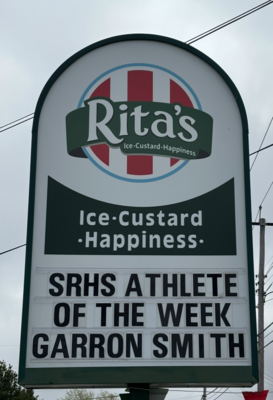 Rita's
Ice-Custard-Happiness
Ice·Custard
·Happiness·
SRHS ATHLETE
OF THE WEEK
GARRON SMITH